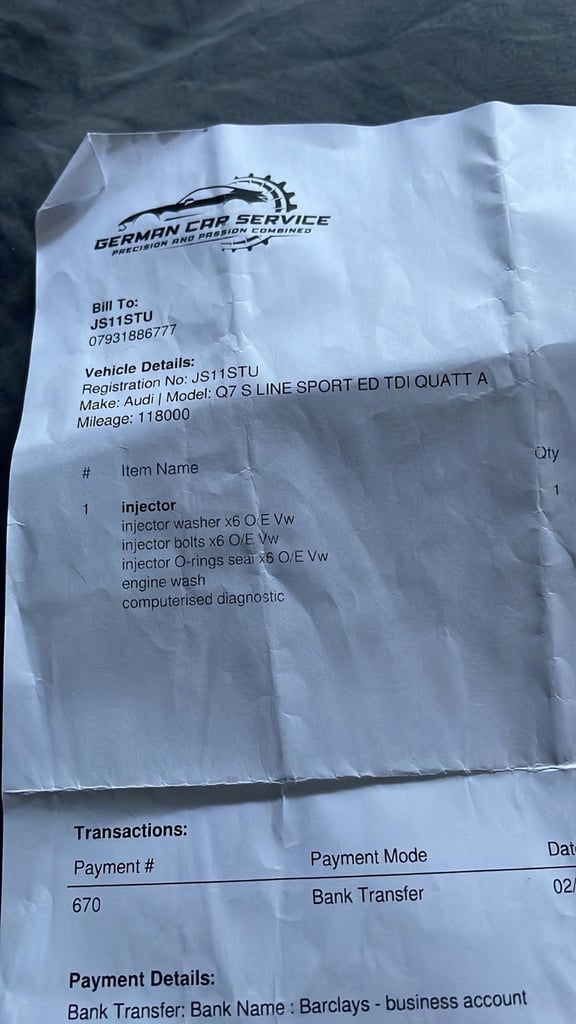 GERMAN CAR SERVICE
PRECISION AND PASSION COMBINED
Bill To:
JS11STU
07931886777
Vehicle Details:
Registration No: JS11STU
Make: Audi | Model: Q7 S LINE SPORT ED TDI QUATT A
Mileage: 118000
# Item Name Qty
1 injector 1
injector washer x6 O/E Vw
injector bolts x6 O/E Vw
injector O-rings seal x6 O/E Vw
engine wash
computerised diagnostic
Transactions:
Payment # Payment Mode Dat
670 Bank Transfer 02/
Payment Details:
Bank Transfer: Bank Name : Barclays - business account